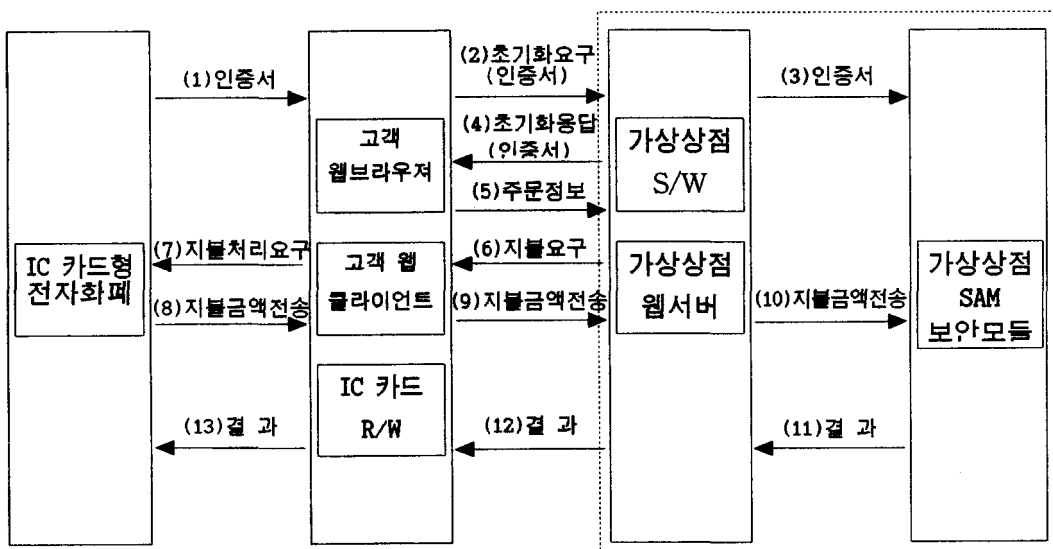 (1)인증서
(2)초기화요구
(인증서)
(3)인증서
(4)초기화응답
(인증서)
고객
웹브라우져
가상상점
S/W
(5)주문정보
(6)지불요구
(7)지불처리요구
IC 카드형
전자화폐
고객 웹
클라이언트
가상상점
웹서버
가상상점
SAM
보안모듈
(8)지불금액전송
(9)지불금액전송
(10)지불금액전송
IC 카드
R/W
(11)결 과
(12)결 과
(13)결 과